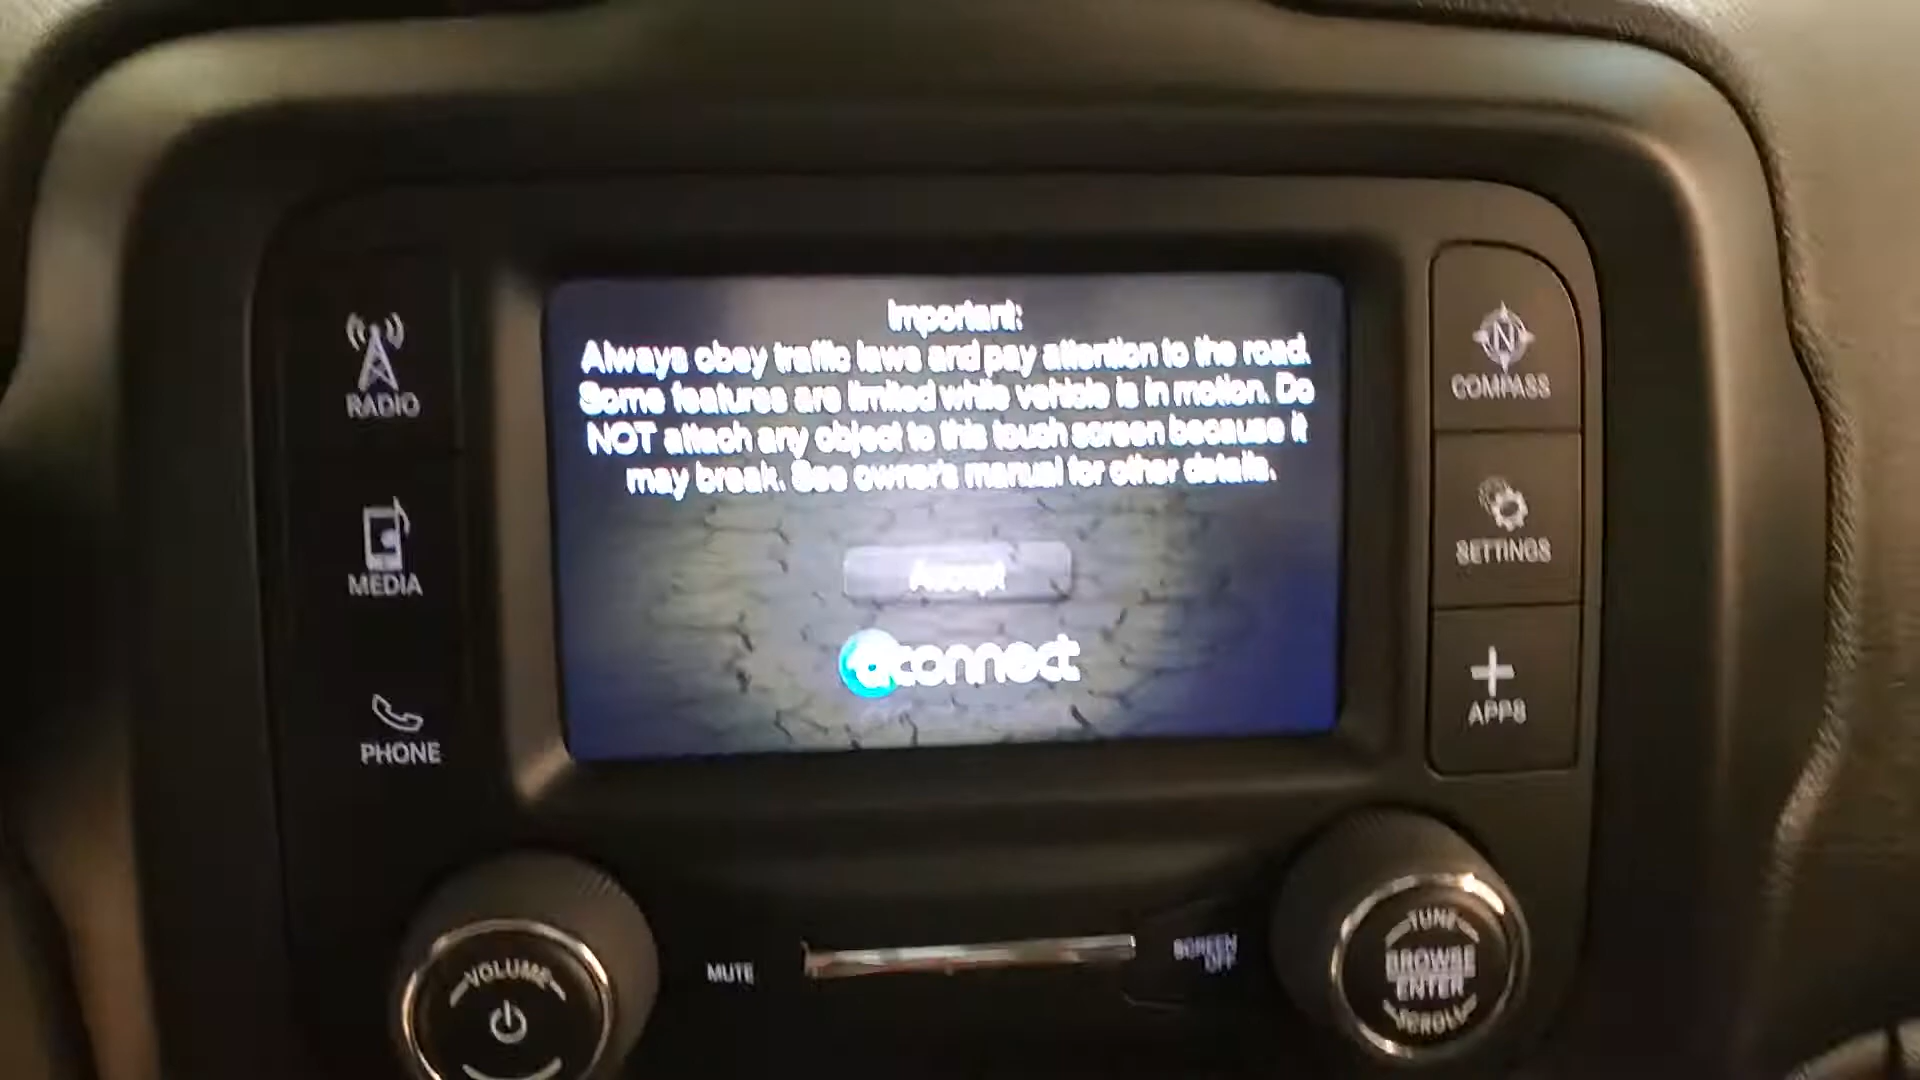 Important:
Always obey traffic laws and pay attention to the road.
Some features are limited while vehicle is in motion. Do
NOT attach any object to this touch screen because it
may break. See owner's manual for other details.
Accept
uconnect
RADIO
MEDIA
PHONE
N
COMPASS
SETTINGS
APPS
VOLUME
MUTE
SCREEN
OFF
TUNE
BROWSE
ENTER
SCROLL